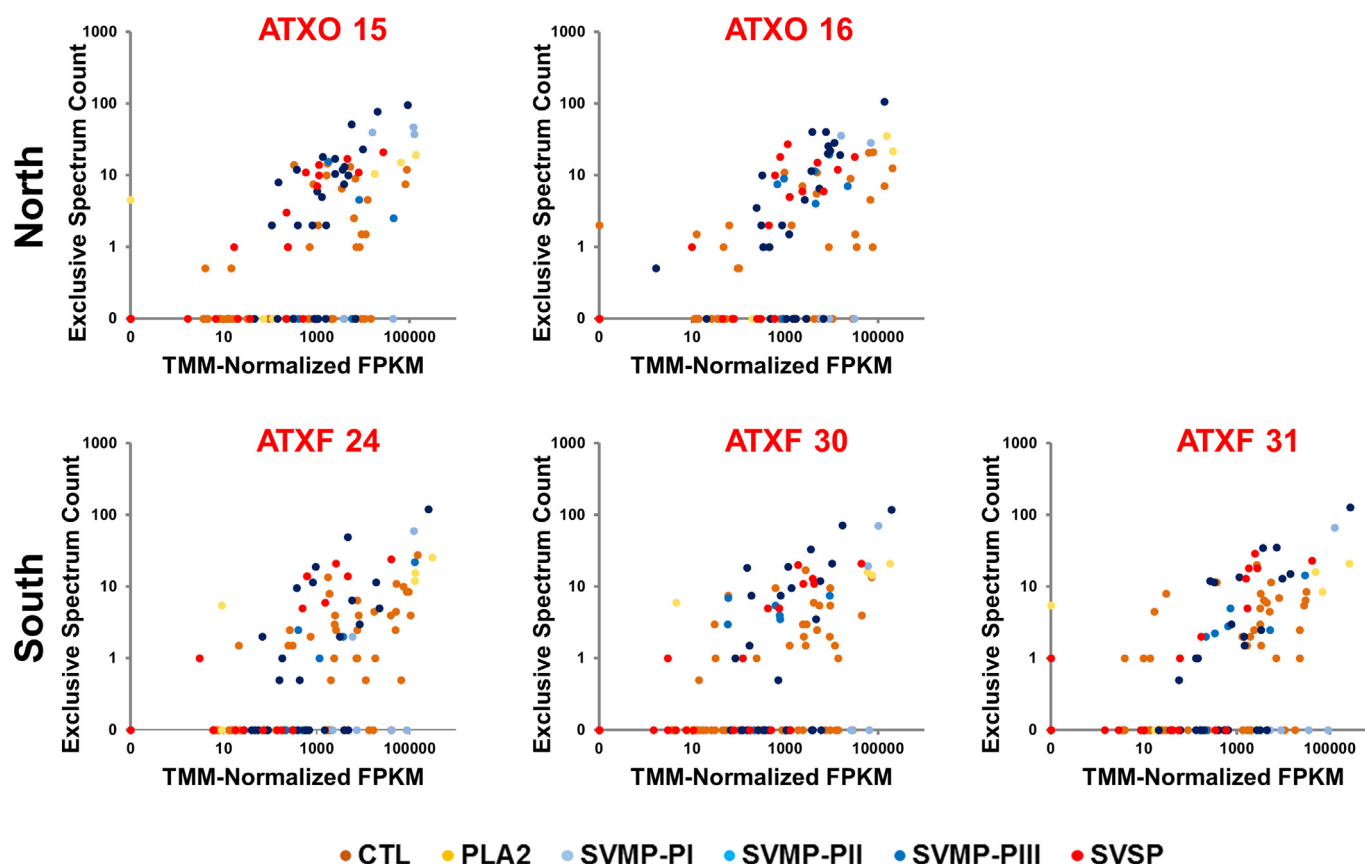 North
ATXO 15
Exclusive Spectrum Count
1000
100
10
1
0
0 10 1000 100000
TMM-Normalized FPKM
ATXO 16
Exclusive Spectrum Count
1000
100
10
1
0
0 10 1000 100000
TMM-Normalized FPKM
South
ATXF 24
Exclusive Spectrum Count
1000
100
10
1
0
0 10 1000 100000
TMM-Normalized FPKM
ATXF 30
Exclusive Spectrum Count
1000
100
10
1
0
0 10 1000 100000
TMM-Normalized FPKM
ATXF 31
Exclusive Spectrum Count
1000
100
10
1
0
0 10 1000 100000
TMM-Normalized FPKM
CTL PLA2 SVMP-PI SVMP-PII SVMP-PIII SVSP